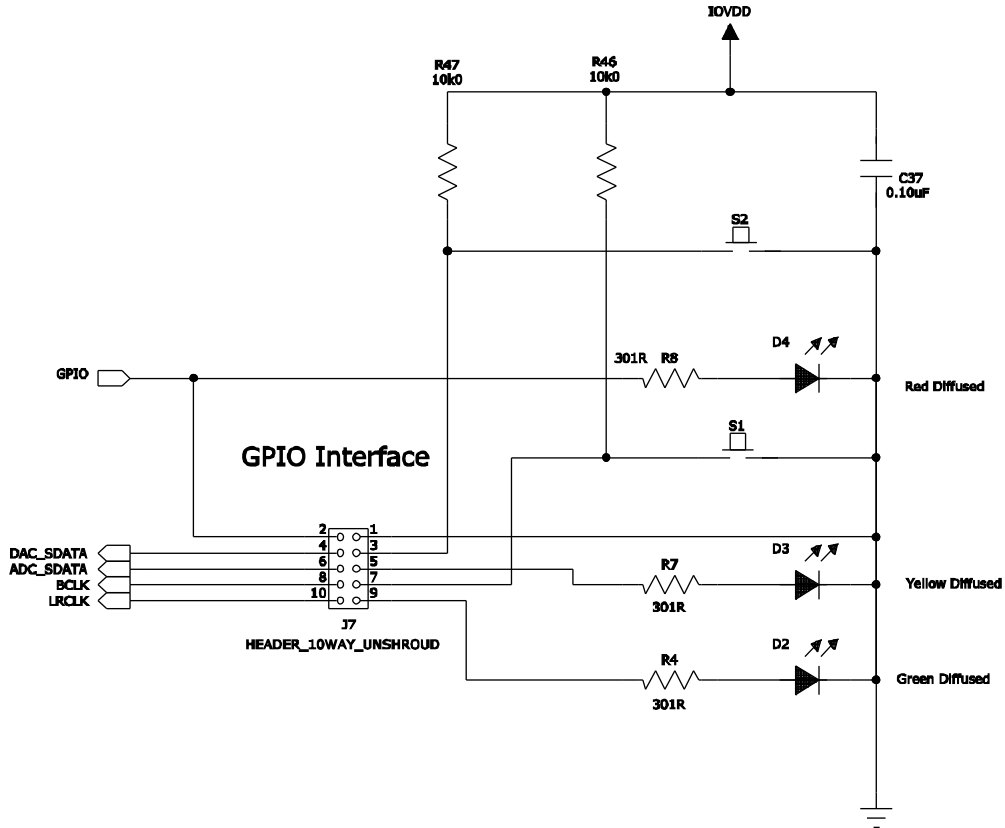 IOVDD
R47
10k0
R46
10k0
C37
0.10uF
S2
D4
301R R8
GPIO
Red Diffused
S1
GPIO Interface
2 1
4 3
6 5
8 7
10 9
DAC_SDATA
ADC_SDATA
BCLK
LRCLK
J7
HEADER_10WAY_UNSHROUD
D3
R7
301R
Yellow Diffused
D2
R4
301R
Green Diffused